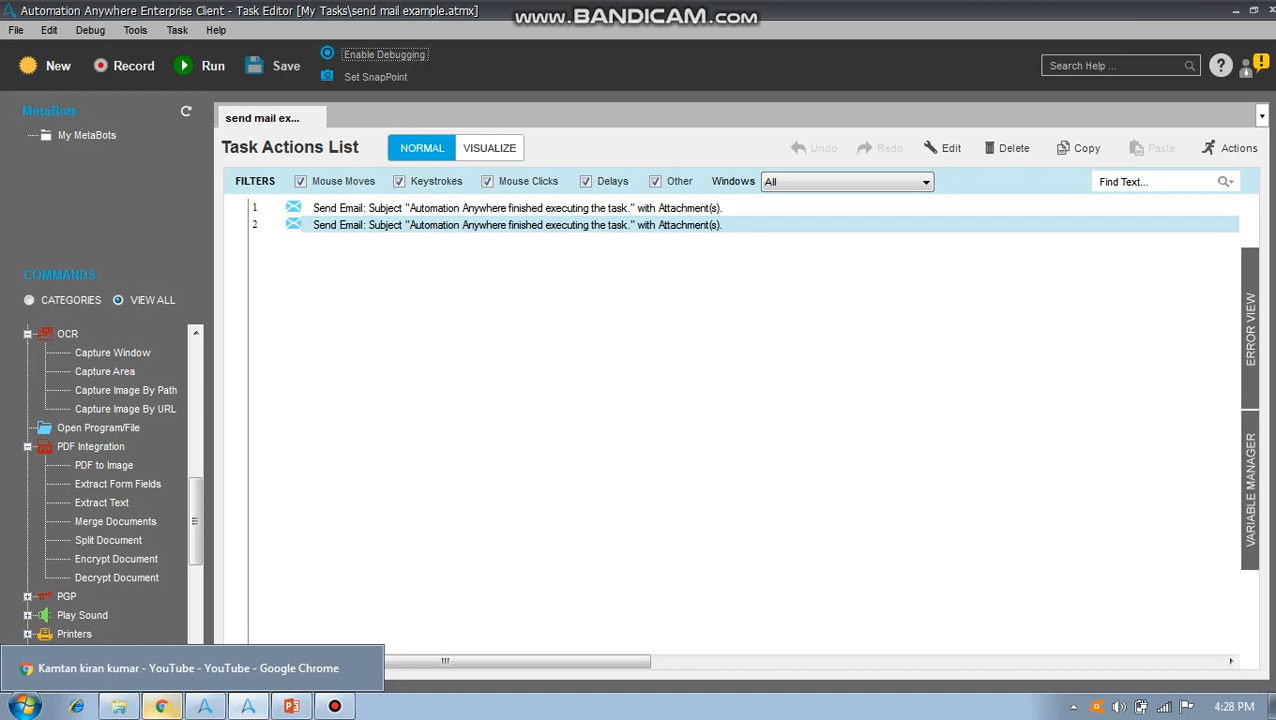 Automation Anywhere Enterprise Client - Task Editor [My Tasks\send mail example.atmx]
www.BANDICAM.com
File Edit Debug Tools Task Help
New Record Run Save
Enable Debugging
Set SnapPoint
Search Help ...
MetaBots
My MetaBots
send mail ex...
Task Actions List NORMAL VISUALIZE Undo Redo Edit Delete Copy Paste Actions
FILTERS Mouse Moves Keystrokes Mouse Clicks Delays Other Windows All Find Text...
1 Send Email: Subject "Automation Anywhere finished executing the task." with Attachment(s).
2 Send Email: Subject "Automation Anywhere finished executing the task." with Attachment(s).
COMMANDS
CATEGORIES VIEW ALL
OCR
Capture Window
Capture Area
Capture Image By Path
Capture Image By URL
Open Program/File
PDF Integration
PDF to Image
Extract Form Fields
Extract Text
Merge Documents
Split Document
Encrypt Document
Decrypt Document
PGP
Play Sound
Printers
ERROR VIEW
VARIABLE MANAGER
Kamtan kiran kumar - YouTube - YouTube - Google Chrome
4:28 PM